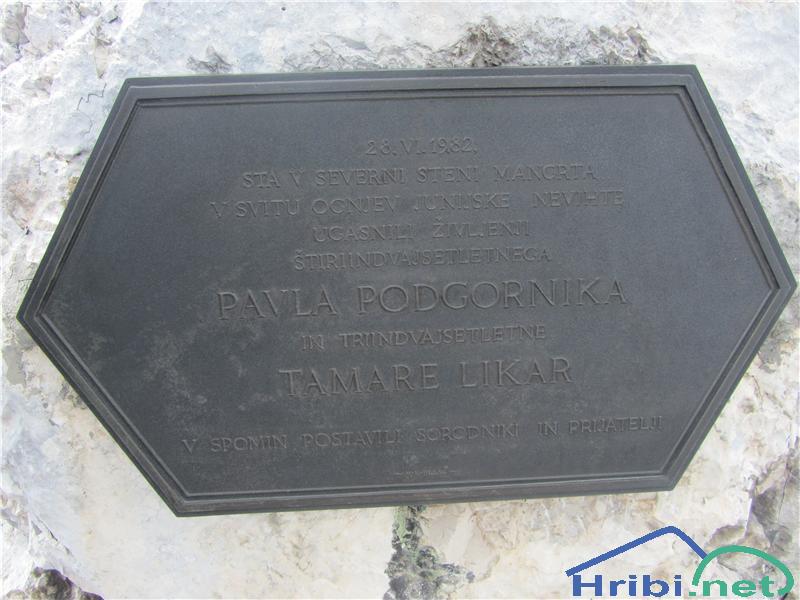 28. VI. 1982.
STA V SEVERNI STENI MANGRTA
V SVITU OGNJEV JUNIJSKE NEVIHTE
UGASNILI ŽIVLJENJI
ŠTIRIINDVAJSETLETNEGA
PAVLA PODGORNIKA
IN TRIINDVAJSETLETNE
TAMARE LIKAR
V SPOMIN POSTAVILI SORODNIKI IN PRIJATELJI
Hribi.net